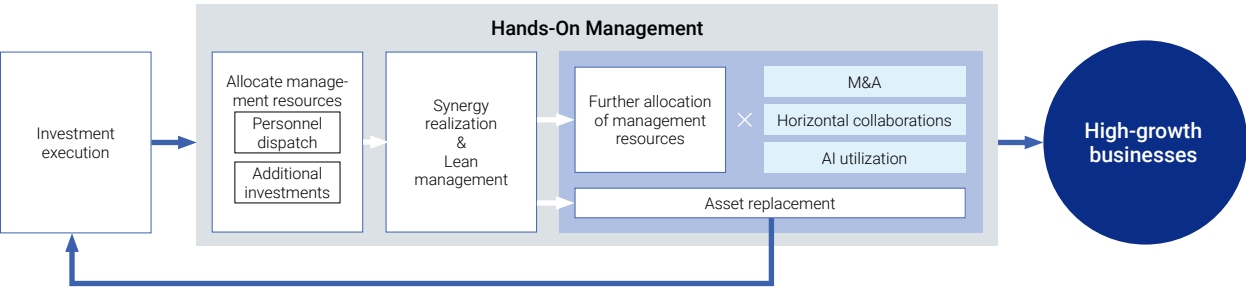 Hands-On Management
Investment
execution
Allocate manage-
ment resources
Personnel
dispatch
Additional
investments
Synergy
realization
&
Lean
management
Further allocation
of management
resources
×
M&A
Horizontal collaborations
AI utilization
Asset replacement
High-growth
businesses